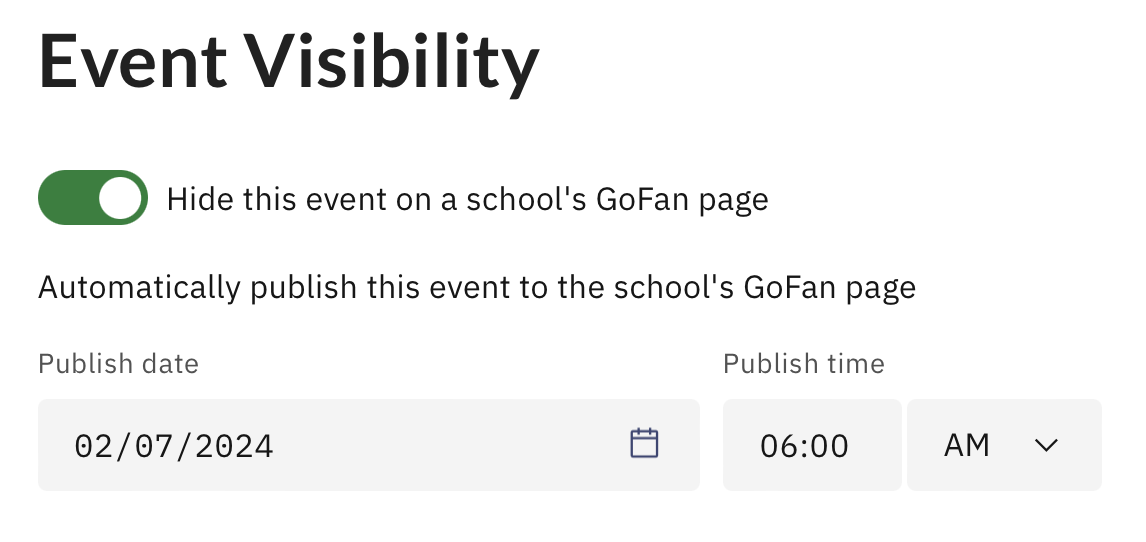 Event Visibility
Hide this event on a school's GoFan page
Automatically publish this event to the school's GoFan page
Publish date
Publish time
02/07/2024
06:00
AM